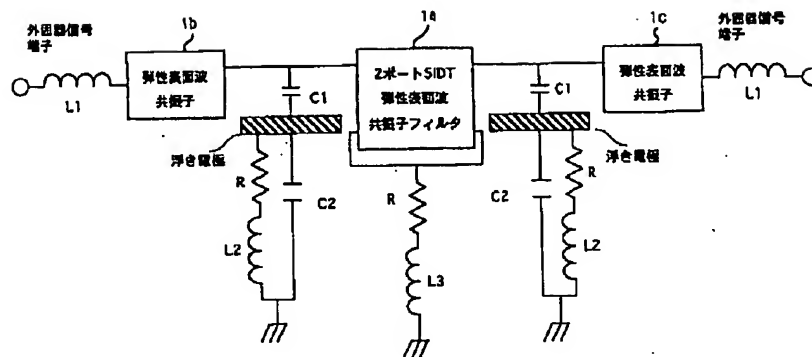 外囲器信号
端子
1b
1a
1c
外囲器信号
端子
L1
弾性表面波
共振子
C1
2ポートSIDT
弾性表面波
共振子フィルタ
C1
弾性表面波
共振子
L1
浮き電極
浮き電極
R
C2
R
C2
R
L2
L3
L2